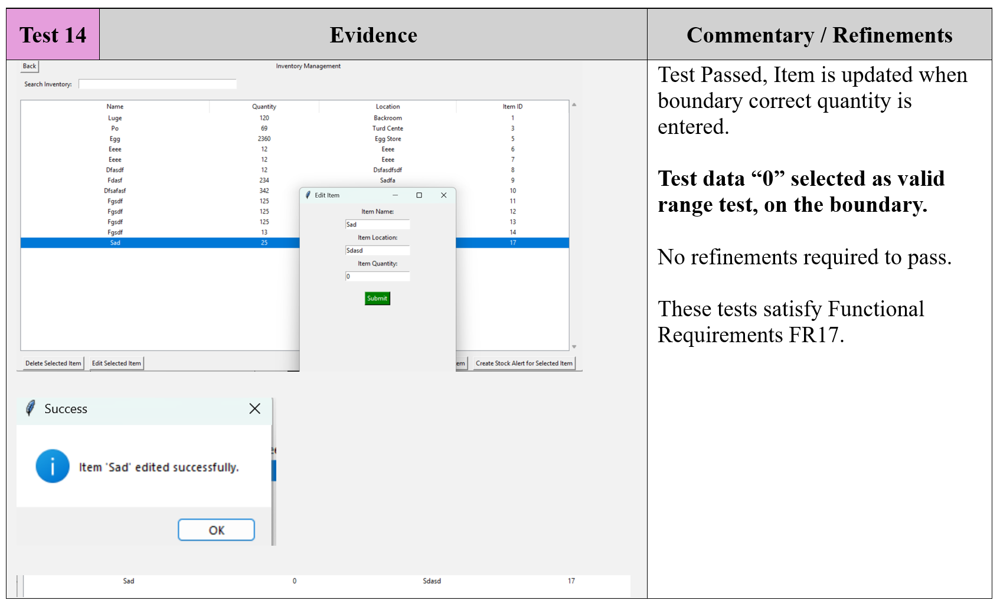 Test 14 Evidence Commentary / Refinements
Back Inventory Management
Search Inventory:
Name Quantity Location Item ID
Luge 120 Backroom 1
Po 69 Turd Cente 3
Egg 2360 Egg Store 5
Eeee 12 Eeee 6
Eeee 12 Eeee 7
Dfasdf 12 Dsfasdfsdf 8
Fdasf 234 Sadfa 9
Dfsafasf 342 10
Fgsdf 125 11
Fgsdf 125 12
Fgsdf 125 13
Fgsdf 13 14
Sad 25 17
Edit Item
Item Name:
Sad
Item Location:
Sdasd
Item Quantity:
0
Submit
Delete Selected Item Edit Selected Item em Create Stock Alert for Selected Item
Success
Item 'Sad' edited successfully.
OK
Sad 0 Sdasd 17
Test Passed, Item is updated when
boundary correct quantity is
entered.
Test data “0” selected as valid
range test, on the boundary.
No refinements required to pass.
These tests satisfy Functional
Requirements FR17.